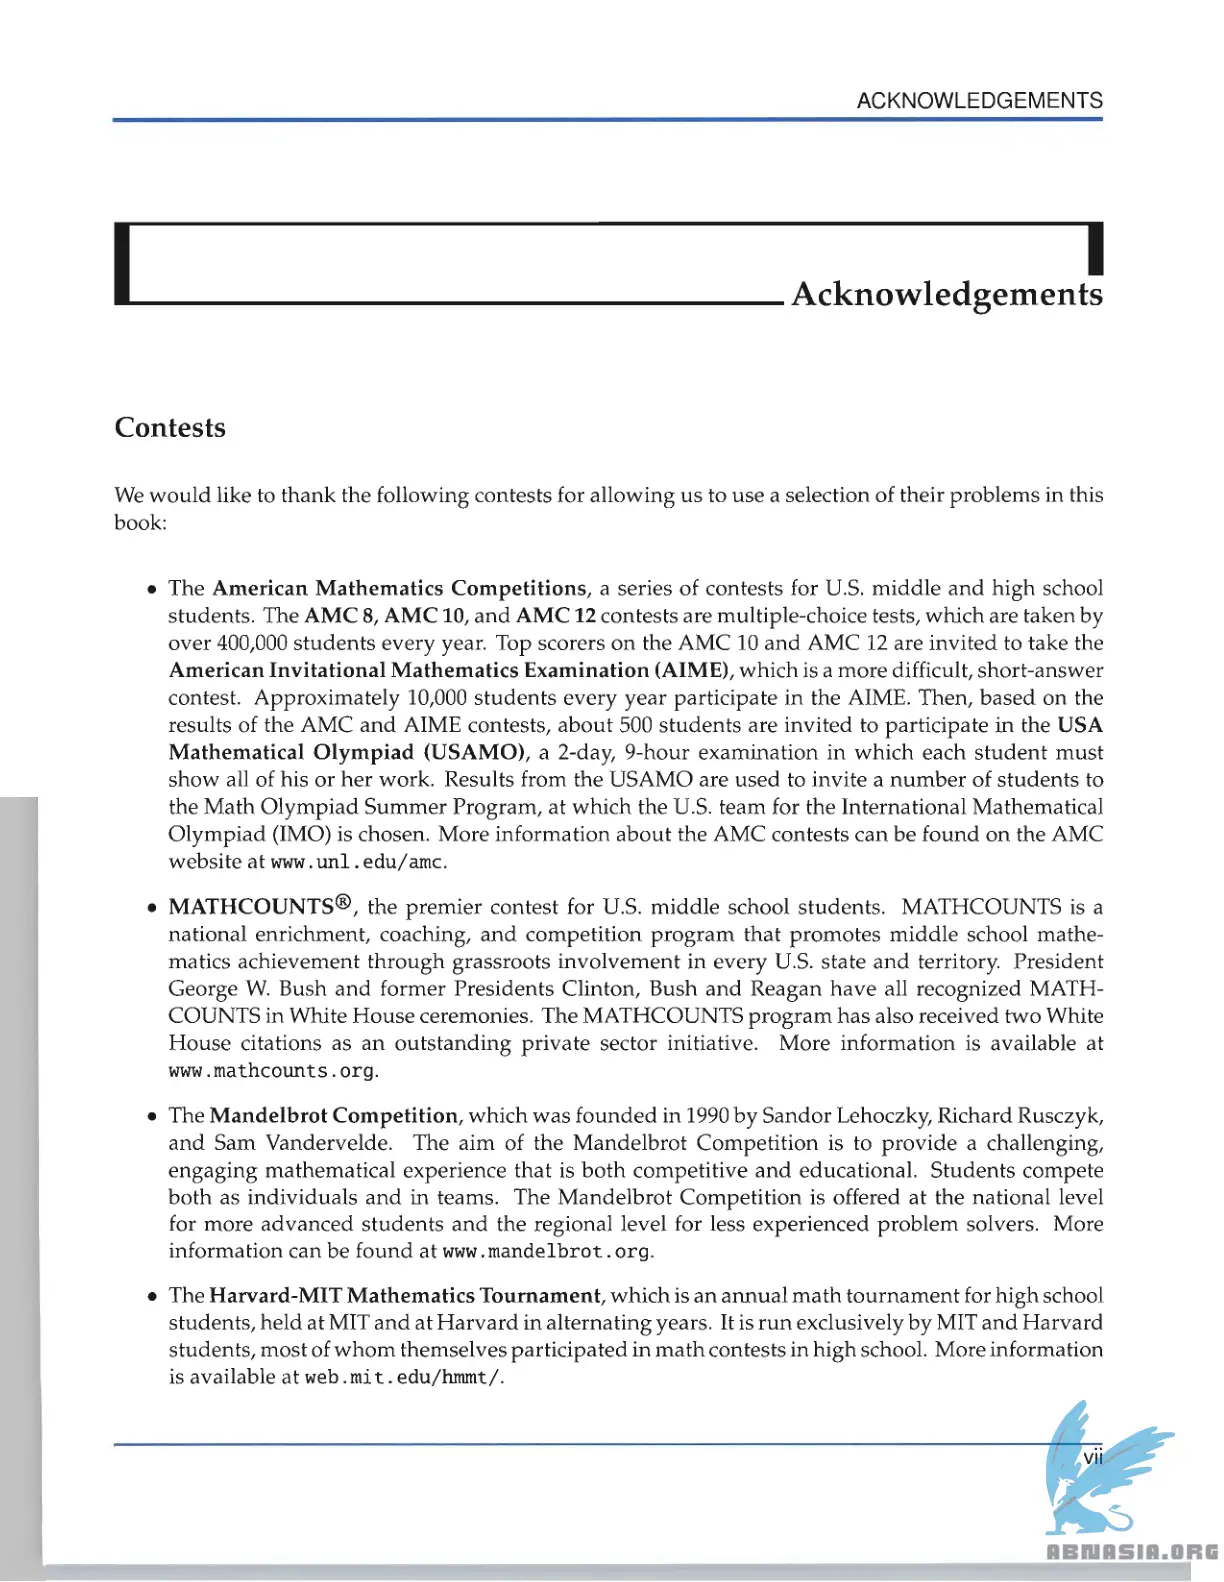 ACKNOWLEDGEMENTS
Acknowledgements
Contests
We would like to thank the following contests for allowing us to use a selection of their problems in this
book:
• The American Mathematics Competitions, a series of contests for U.S. middle and high school
students. The AMC 8, AMC 10, and AMC 12 contests are multiple-choice tests, which are taken by
over 400,000 students every year. Top scorers on the AMC 10 and AMC 12 are invited to take the
American Invitational Mathematics Examination (AIME), which is a more difficult, short-answer
contest. Approximately 10,000 students every year participate in the AIME. Then, based on the
results of the AMC and AIME contests, about 500 students are invited to participate in the USA
Mathematical Olympiad (USAMO), a 2-day, 9-hour examination in which each student must
show all of his or her work. Results from the USAMO are used to invite a number of students to
the Math Olympiad Summer Program, at which the U.S. team for the International Mathematical
Olympiad (IMO) is chosen. More information about the AMC contests can be found on the AMC
website at www.unl.edu/amc.
• MATHCOUNTS®, the premier contest for U.S. middle school students. MATHCOUNTS is a
national enrichment, coaching, and competition program that promotes middle school mathe-
matics achievement through grassroots involvement in every U.S. state and territory. President
George W. Bush and former Presidents Clinton, Bush and Reagan have all recognized MATH-
COUNTS in White House ceremonies. The MATHCOUNTS program has also received two White
House citations as an outstanding private sector initiative. More information is available at
www.mathcounts.org.
• The Mandelbrot Competition, which was founded in 1990 by Sandor Lehoczky, Richard Rusczyk,
and Sam Vandervelde. The aim of the Mandelbrot Competition is to provide a challenging,
engaging mathematical experience that is both competitive and educational. Students compete
both as individuals and in teams. The Mandelbrot Competition is offered at the national level
for more advanced students and the regional level for less experienced problem solvers. More
information can be found at www.mandelbrot.org.
• The Harvard-MIT Mathematics Tournament, which is an annual math tournament for high school
students, held at MIT and at Harvard in alternating years. It is run exclusively by MIT and Harvard
students, most of whom themselves participated in math contests in high school. More information
is available at web.mit.edu/hmmt/.
vii
ABNASIA.ORG